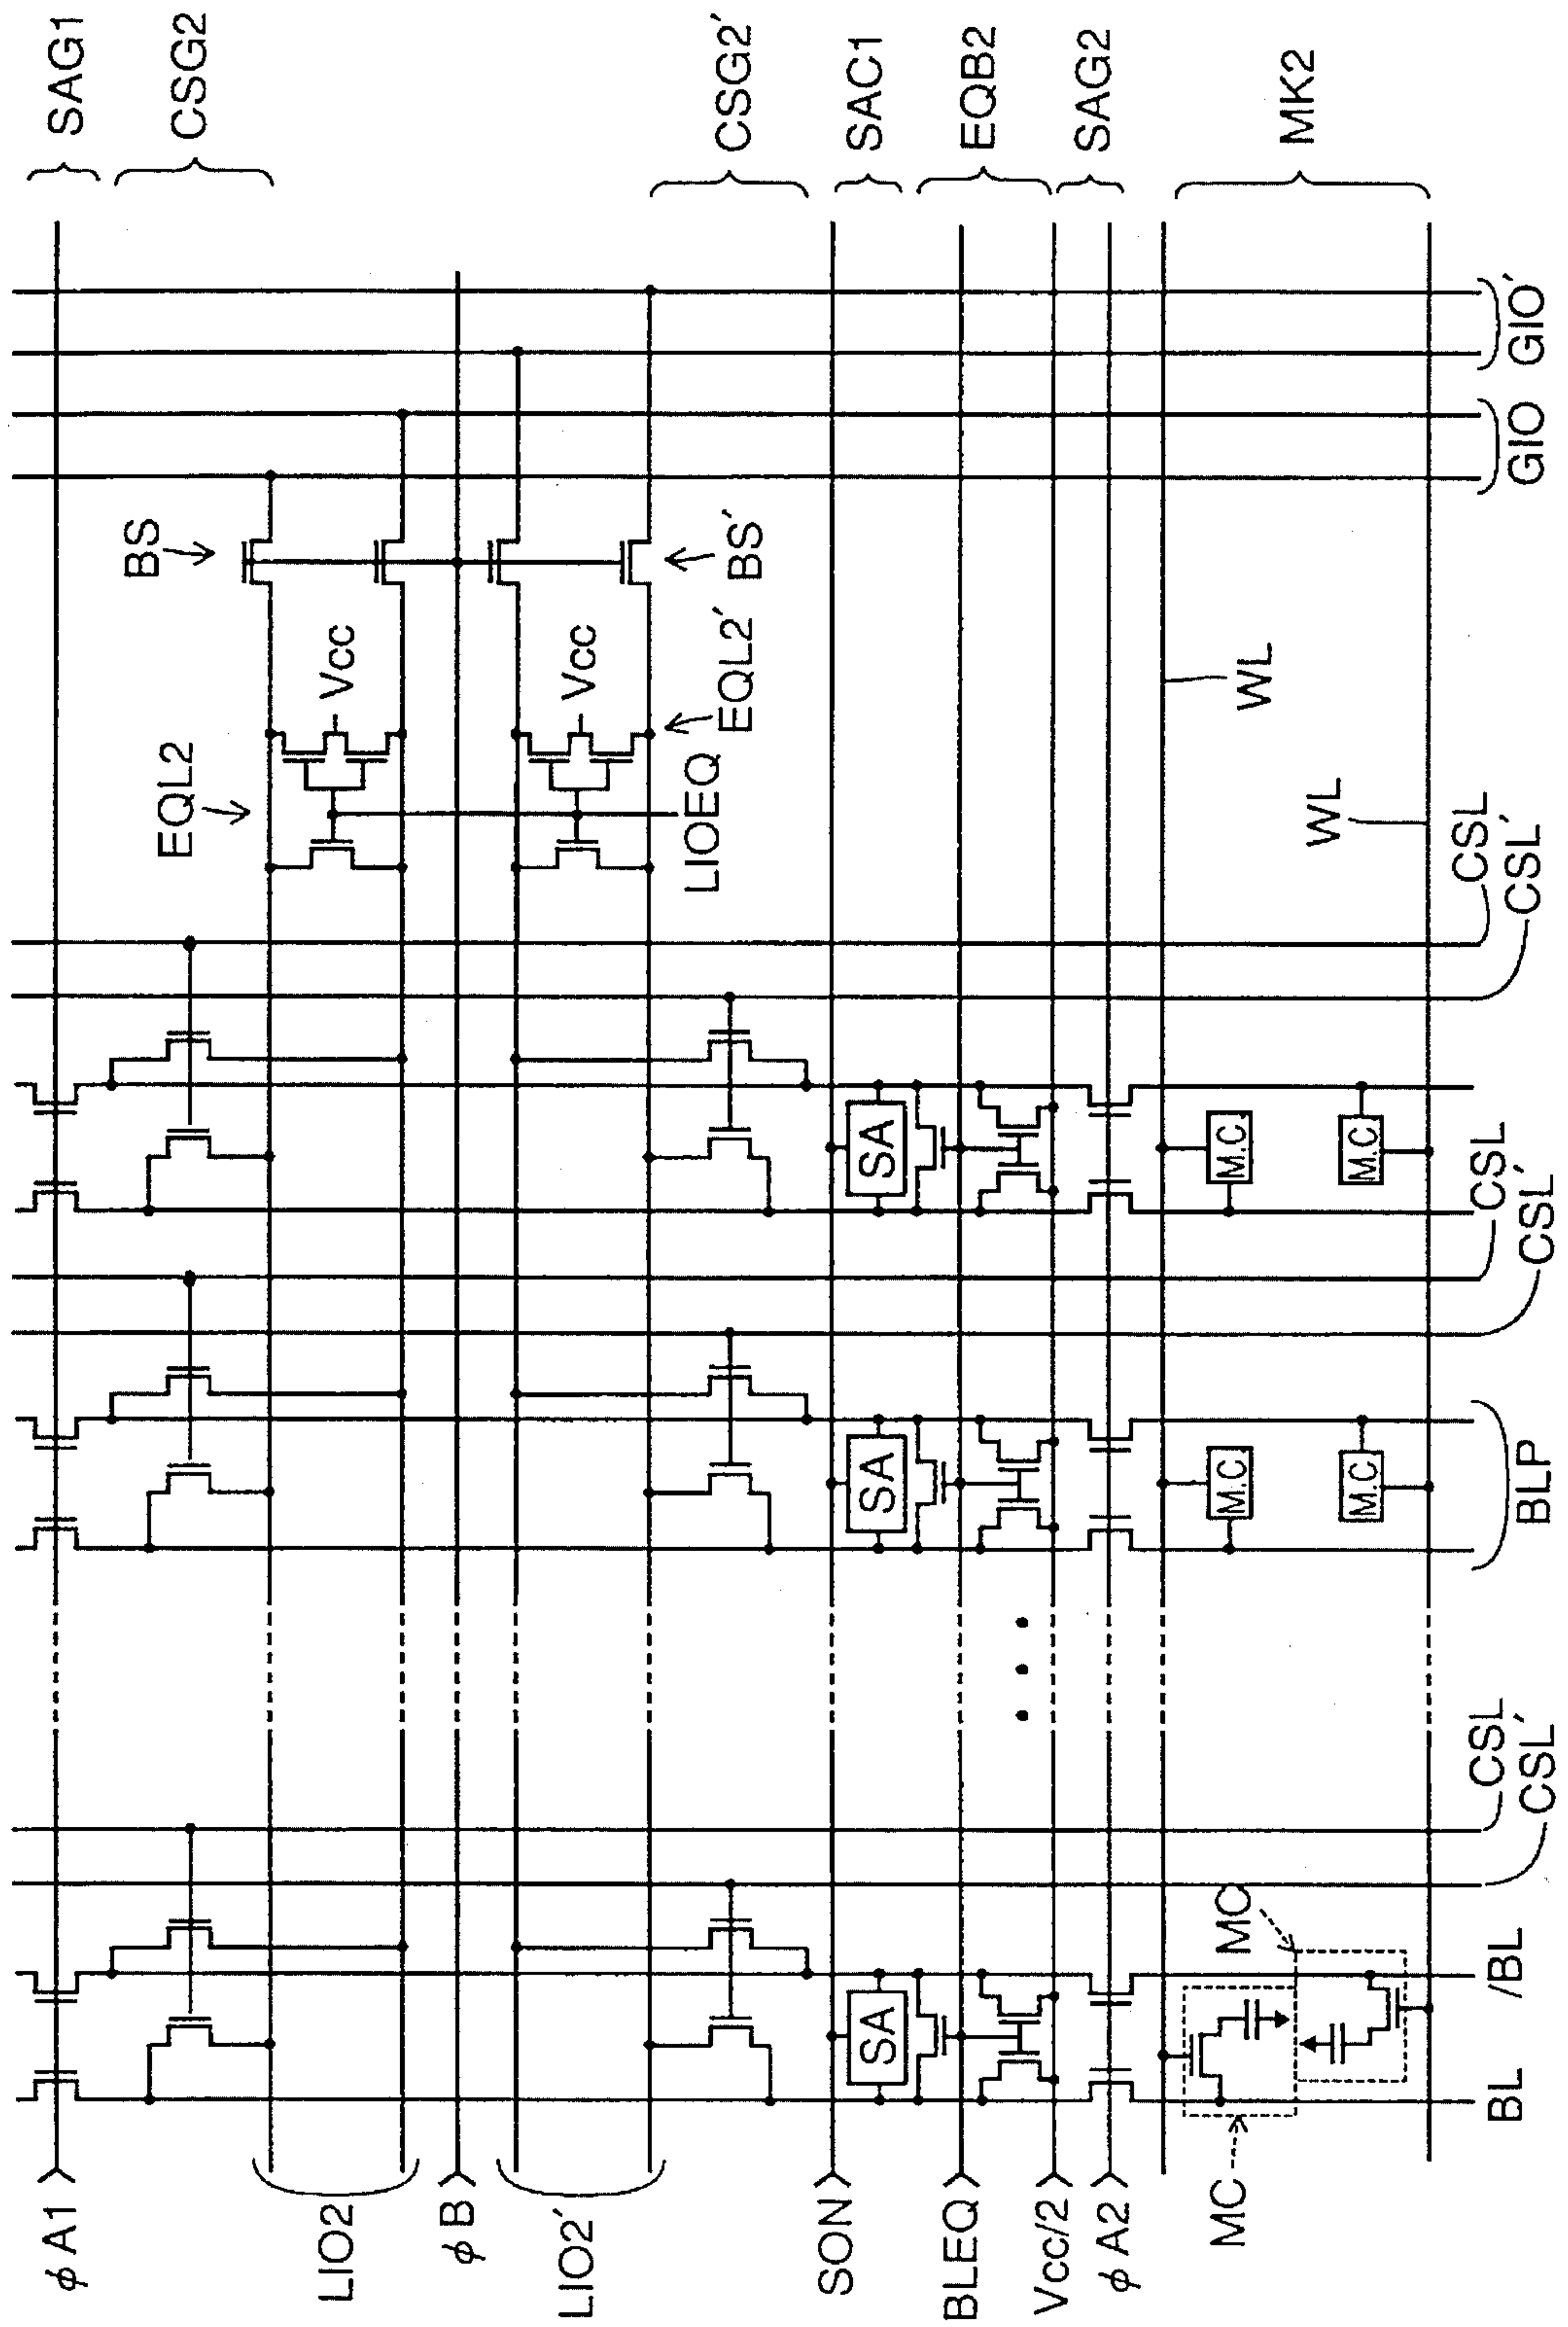 SAG1
CSG2
CSG2′
SAC1
EQB2
SAG2
MK2
GIO′
GIO
BS
BS′
Vcc
Vcc
EQL2
EQL2′
LIOEQ
WL
WL
CSL
CSL′
SA
M.C.
M.C.
CSL
CSL′
SA
M.C.
M.C.
BLP
CSL
CSL′
SA
MC
MC
/BL
BL
φA1
LIO2
φB
LIO2′
SON
BLEQ
Vcc/2
φA2